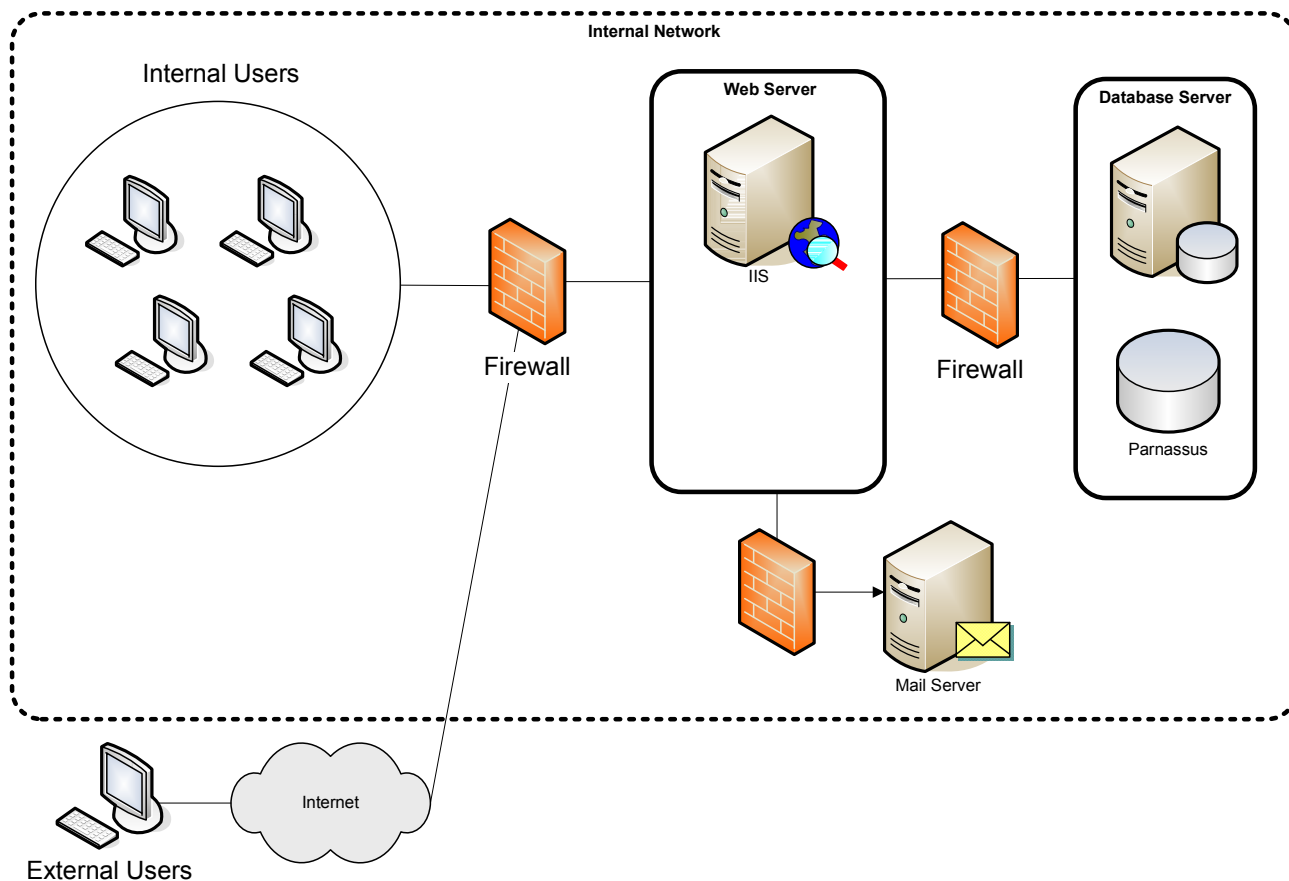 Internal Network
Internal Users
Web Server
Database Server
IIS
Firewall
Firewall
Parnassus
Mail Server
Internet
External Users